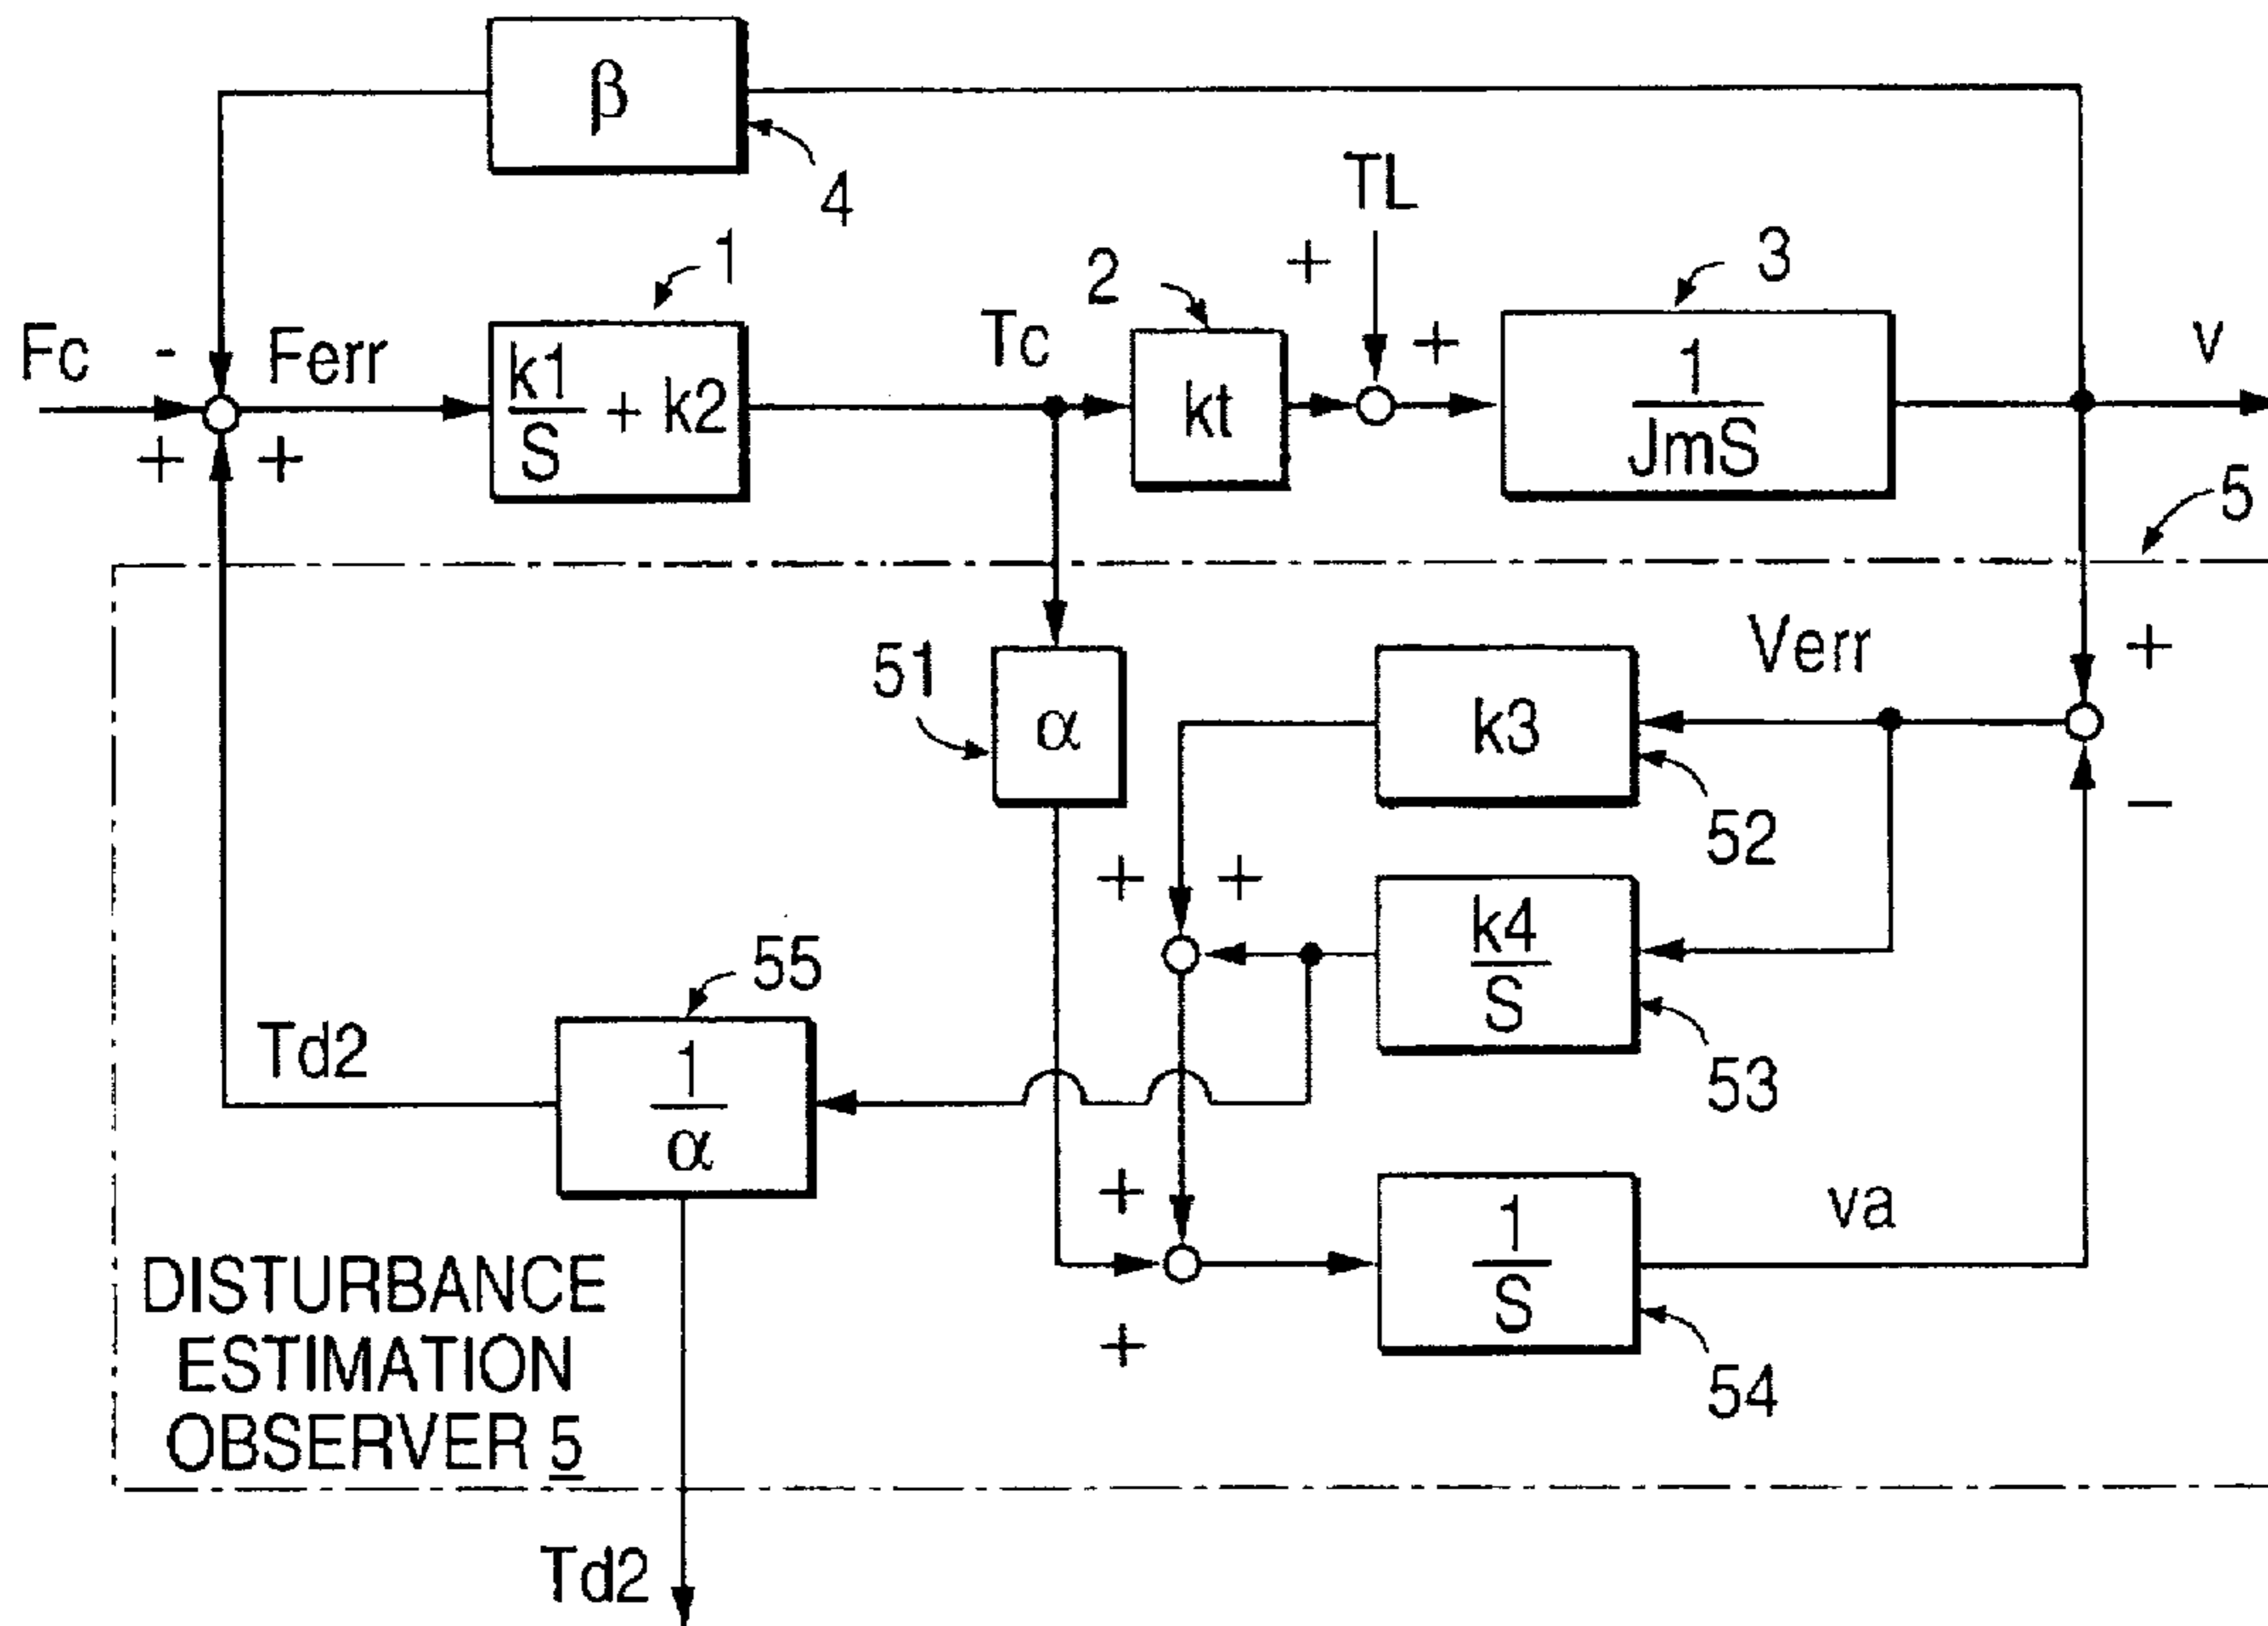 β
4
TL
+
1
2
3
Fc
-
Ferr
k1
S
+ k2
Tc
kt
+
1
JmS
v
+
+
5
51
α
Verr
+
k3
52
−
+
+
k4
S
53
55
Td2
1
α
+
1
S
va
+
54
DISTURBANCE
ESTIMATION
OBSERVER 5
Td2